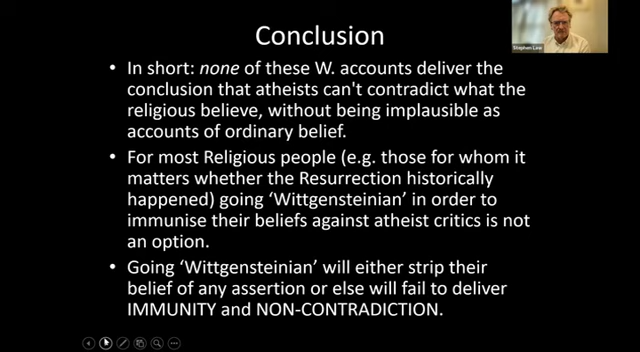 Conclusion
Stephen Law
• In short: none of these W. accounts deliver the
conclusion that atheists can't contradict what the
religious believe, without being implausible as
accounts of ordinary belief.
• For most Religious people (e.g. those for whom it
matters whether the Resurrection historically
happened) going ‘Wittgensteinian’ in order to
immunise their beliefs against atheist critics is not
an option.
• Going ‘Wittgensteinian’ will either strip their
belief of any assertion or else will fail to deliver
IMMUNITY and NON-CONTRADICTION.